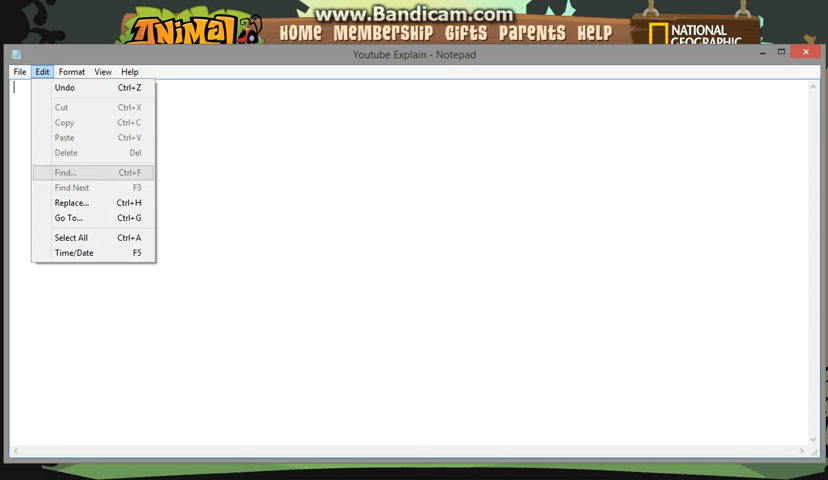 www.Bandicam.com
ANIMAL
HOME MEMBERSHIP GIFTS PARENTS HELP
NATIONAL
GEOGRAPHIC
Youtube Explain - Notepad
File Edit Format View Help
Undo Ctrl+Z
Cut Ctrl+X
Copy Ctrl+C
Paste Ctrl+V
Delete Del
Find... Ctrl+F
Find Next F3
Replace... Ctrl+H
Go To... Ctrl+G
Select All Ctrl+A
Time/Date F5